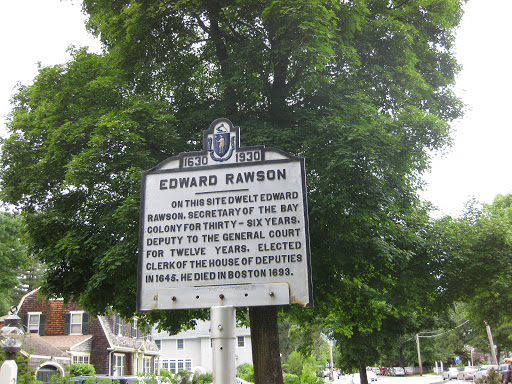 1630 1930
EDWARD RAWSON
ON THIS SITE DWELT EDWARD
RAWSON, SECRETARY OF THE BAY
COLONY FOR THIRTY - SIX YEARS,
DEPUTY TO THE GENERAL COURT
FOR TWELVE YEARS. ELECTED
CLERK OF THE HOUSE OF DEPUTIES
IN 1645. HE DIED IN BOSTON 1693.